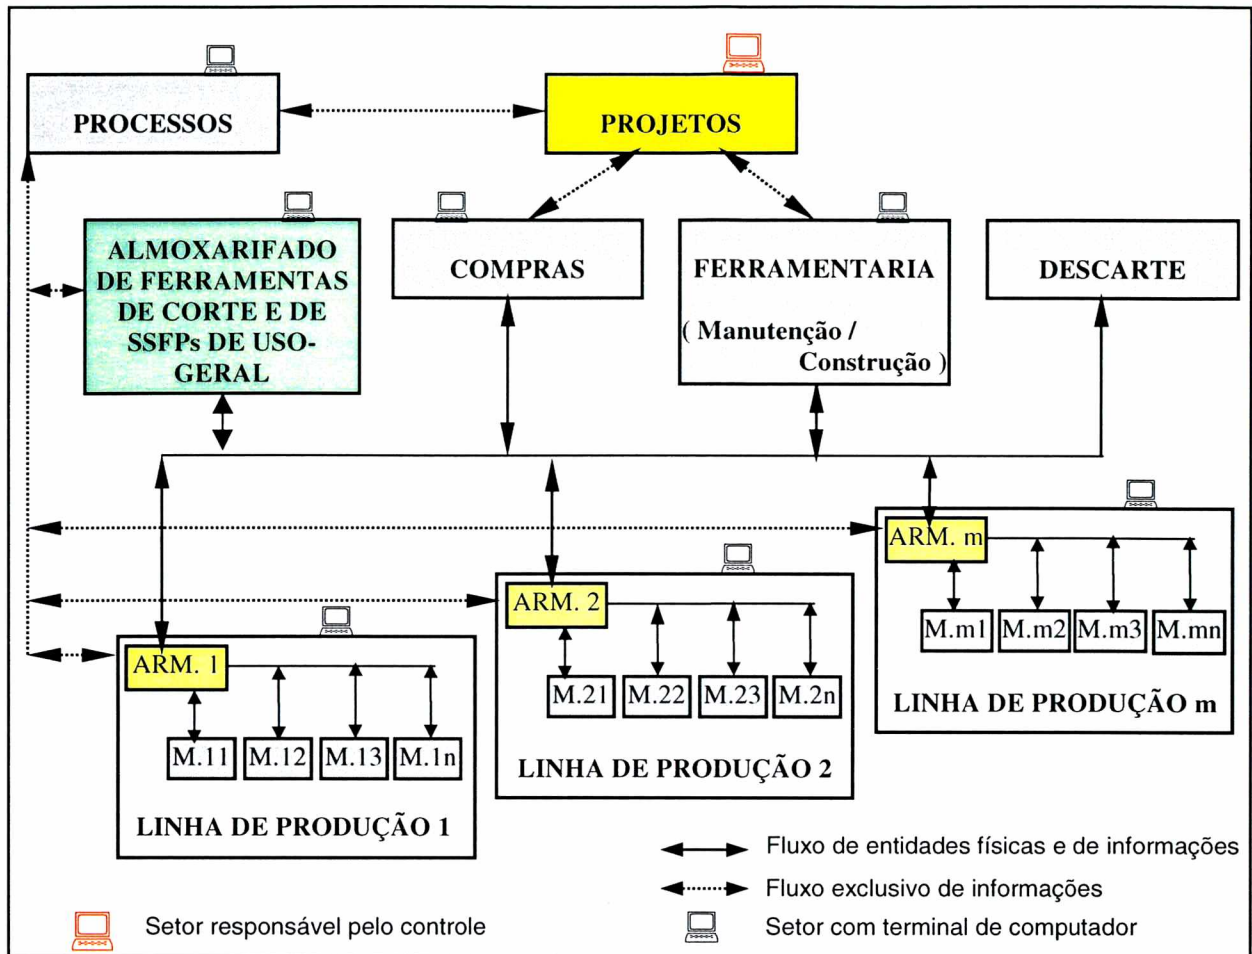 PROCESSOS
PROJETOS
ALMOXARIFADO
DE FERRAMENTAS
DE CORTE E DE
SSFPs DE USO-
GERAL
COMPRAS
FERRAMENTARIA
( Manutenção /
Construção )
DESCARTE
ARM. m
M.m1 M.m2 M.m3 M.mn
LINHA DE PRODUÇÃO m
ARM. 2
M.21 M.22 M.23 M.2n
LINHA DE PRODUÇÃO 2
ARM. 1
M.11 M.12 M.13 M.1n
LINHA DE PRODUÇÃO 1
Fluxo de entidades físicas e de informações
Fluxo exclusivo de informações
Setor responsável pelo controle
Setor com terminal de computador